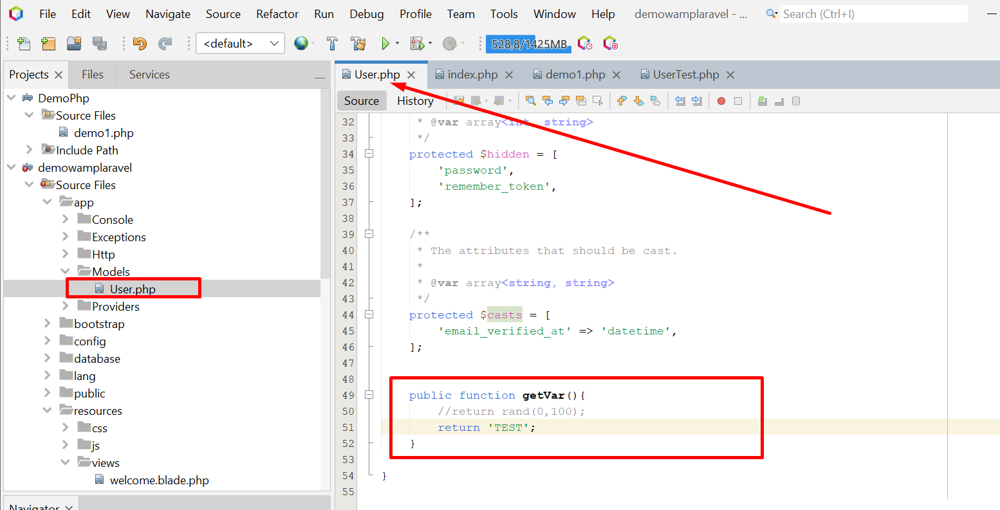 File Edit View Navigate Source Refactor Run Debug Profile Team Tools Window Help demowamplaravel - ... Search (Ctrl+I)
<default> 528,8/1425MB
Projects Files Services
User.php index.php demo1.php UserTest.php
Source History
DemoPhp
Source Files
demo1.php
Include Path
demowamplaravel
Source Files
app
Console
Exceptions
Http
Models
User.php
Providers
bootstrap
config
database
lang
public
resources
css
js
views
welcome.blade.php
Navigator
32 * @var array<int, string>
33 */
34 protected $hidden = [
35 'password',
36 'remember_token',
37 ];
38
39 /**
40 * The attributes that should be cast.
41 *
42 * @var array<string, string>
43 */
44 protected $casts = [
45 'email_verified_at' => 'datetime',
46 ];
47
48
49 public function getVar(){
50 //return rand(0,100);
51 return 'TEST';
52 }
53
54 }
55